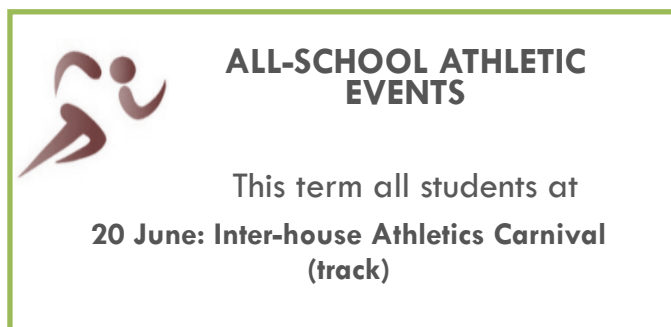 ALL-SCHOOL ATHLETIC
EVENTS
This term all students at
20 June: Inter-house Athletics Carnival
(track)